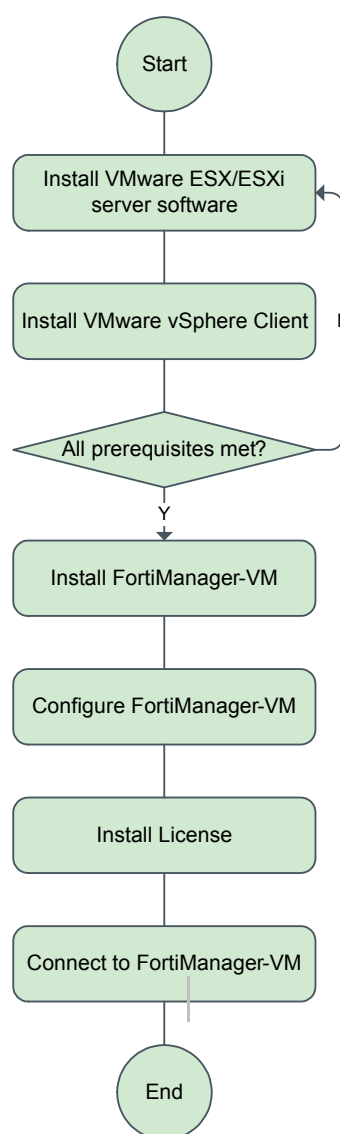 Start
Install VMware ESX/ESXi
server software
Install VMware vSphere Client
All prerequisites met?
Y
Install FortiManager-VM
Configure FortiManager-VM
Install License
Connect to FortiManager-VM
End